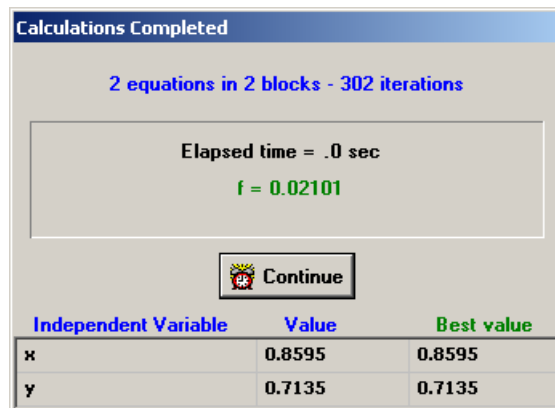 Calculations Completed
2 equations in 2 blocks - 302 iterations
Elapsed time = .0 sec
f = 0.02101
Continue
Independent Variable Value Best value
x 0.8595 0.8595
y 0.7135 0.7135